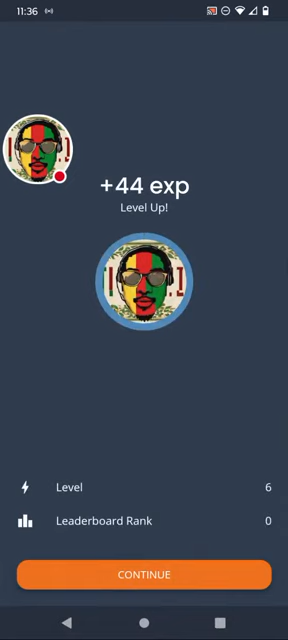 11:36
+44 exp
Level Up!
Level 6
Leaderboard Rank 0
CONTINUE